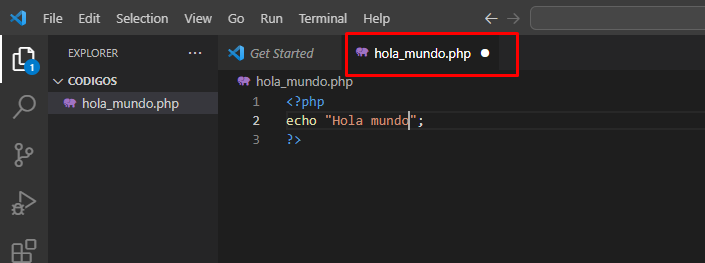 File Edit Selection View Go Run Terminal Help
EXPLORER
CODIGOS
hola_mundo.php
1
Get Started
hola_mundo.php
hola_mundo.php
1 <?php
2 echo "Hola mundo";
3 ?>